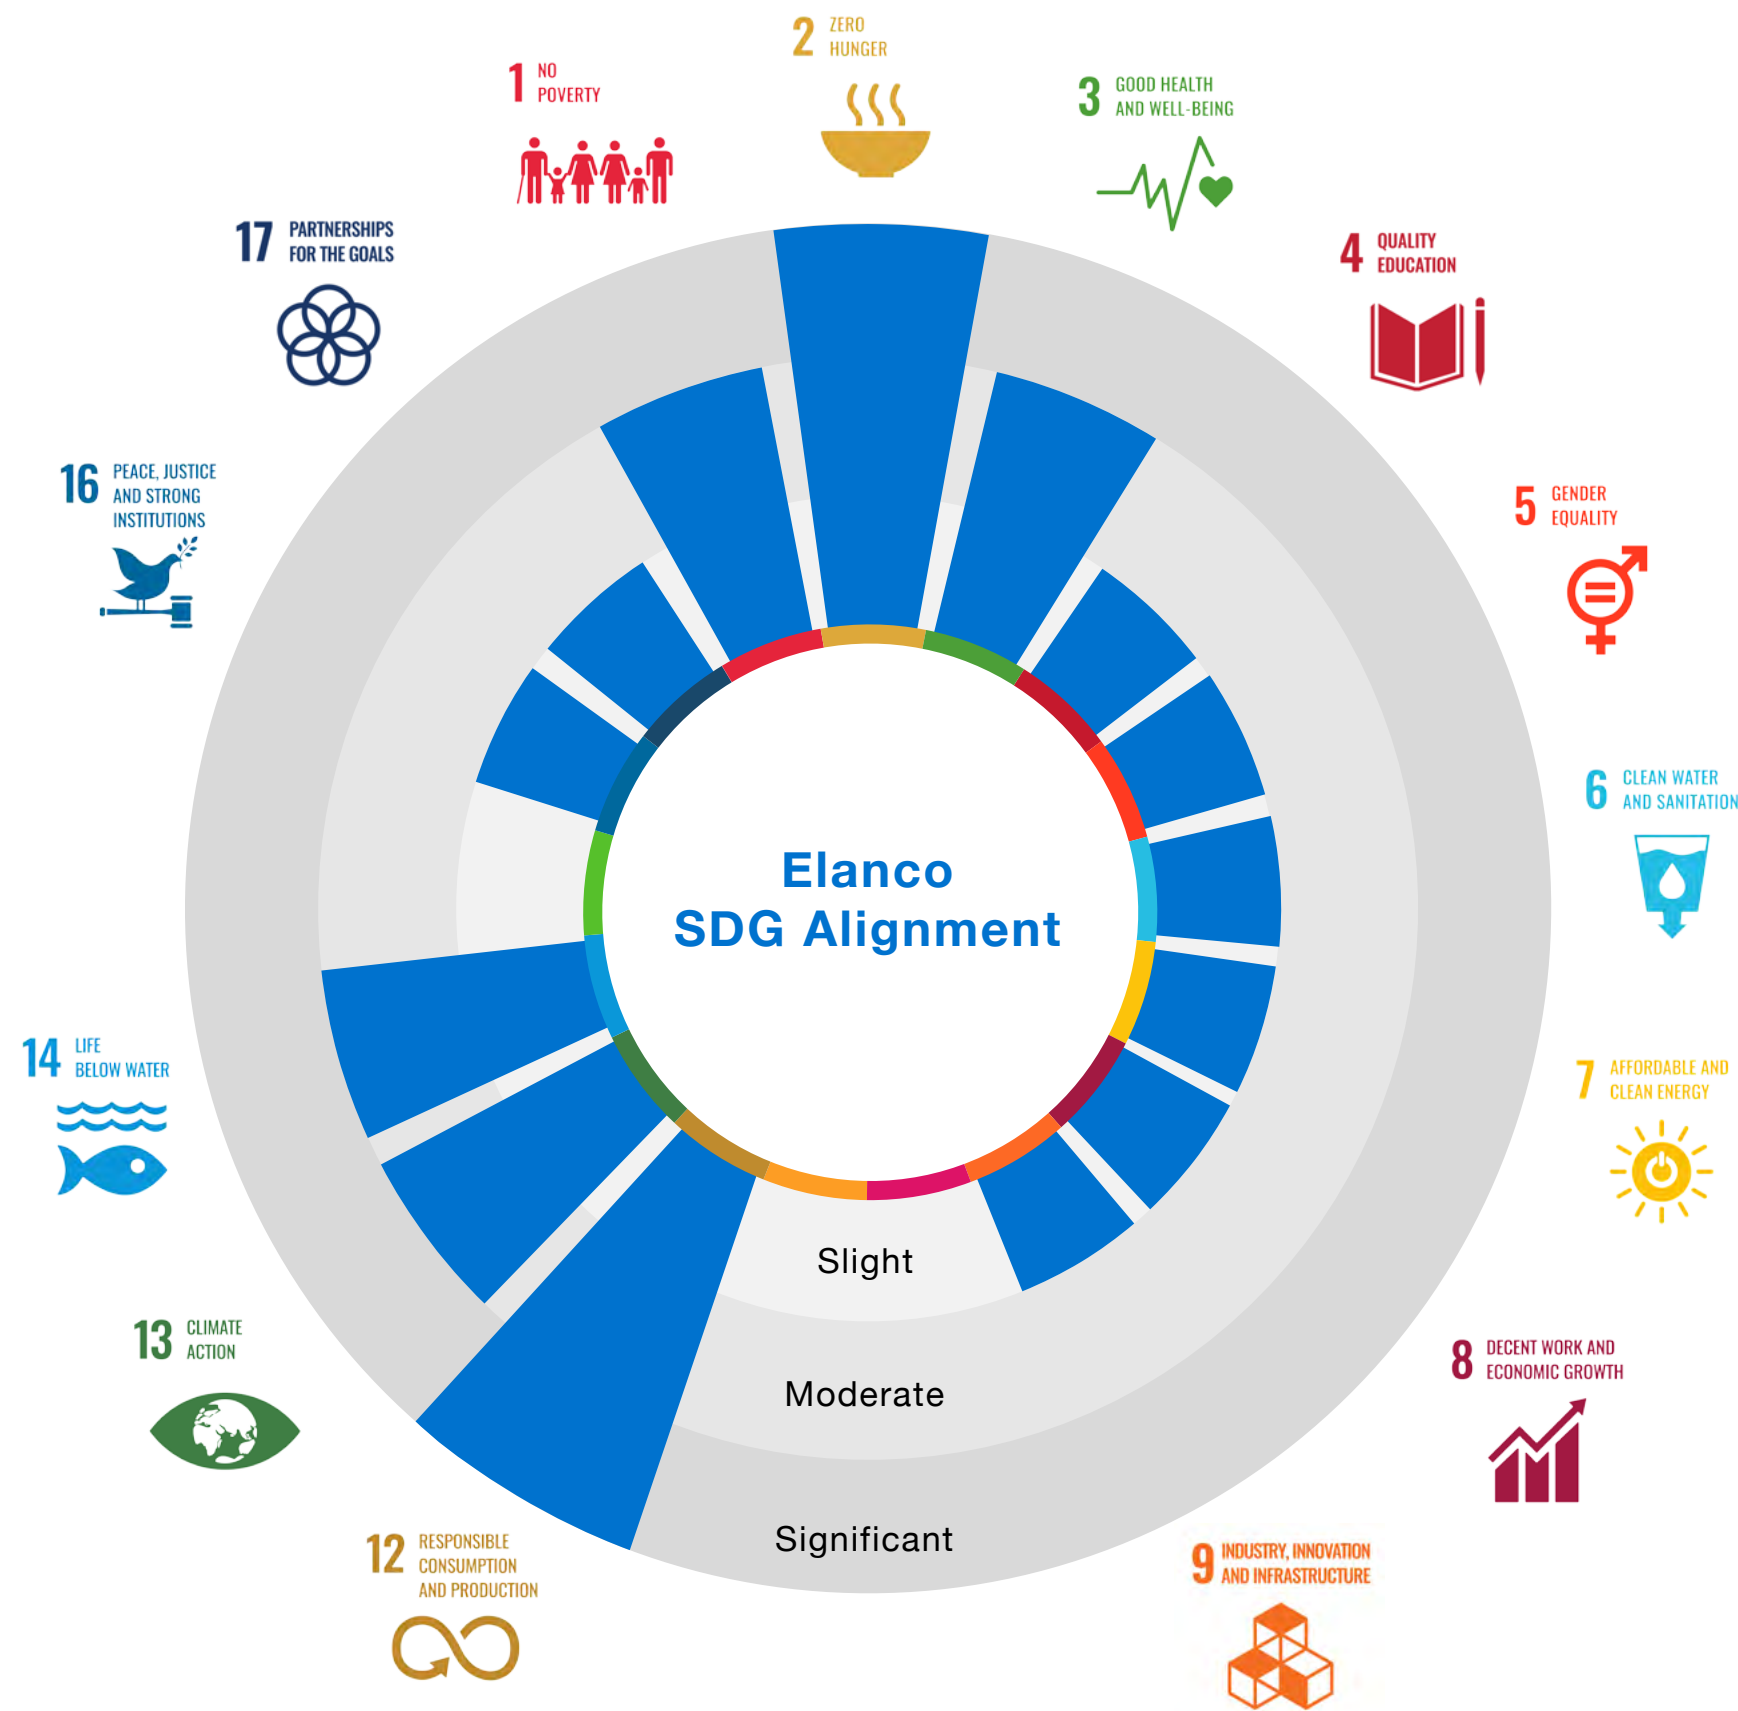 1 NO
POVERTY
2 ZERO
HUNGER
3 GOOD HEALTH
AND WELL-BEING
4 QUALITY
EDUCATION
5 GENDER
EQUALITY
6 CLEAN WATER
AND SANITATION
7 AFFORDABLE AND
CLEAN ENERGY
8 DECENT WORK AND
ECONOMIC GROWTH
9 INDUSTRY, INNOVATION
AND INFRASTRUCTURE
12 RESPONSIBLE
CONSUMPTION
AND PRODUCTION
13 CLIMATE
ACTION
14 LIFE
BELOW WATER
16 PEACE, JUSTICE
AND STRONG
INSTITUTIONS
17 PARTNERSHIPS
FOR THE GOALS
Elanco
SDG Alignment
Slight
Moderate
Significant